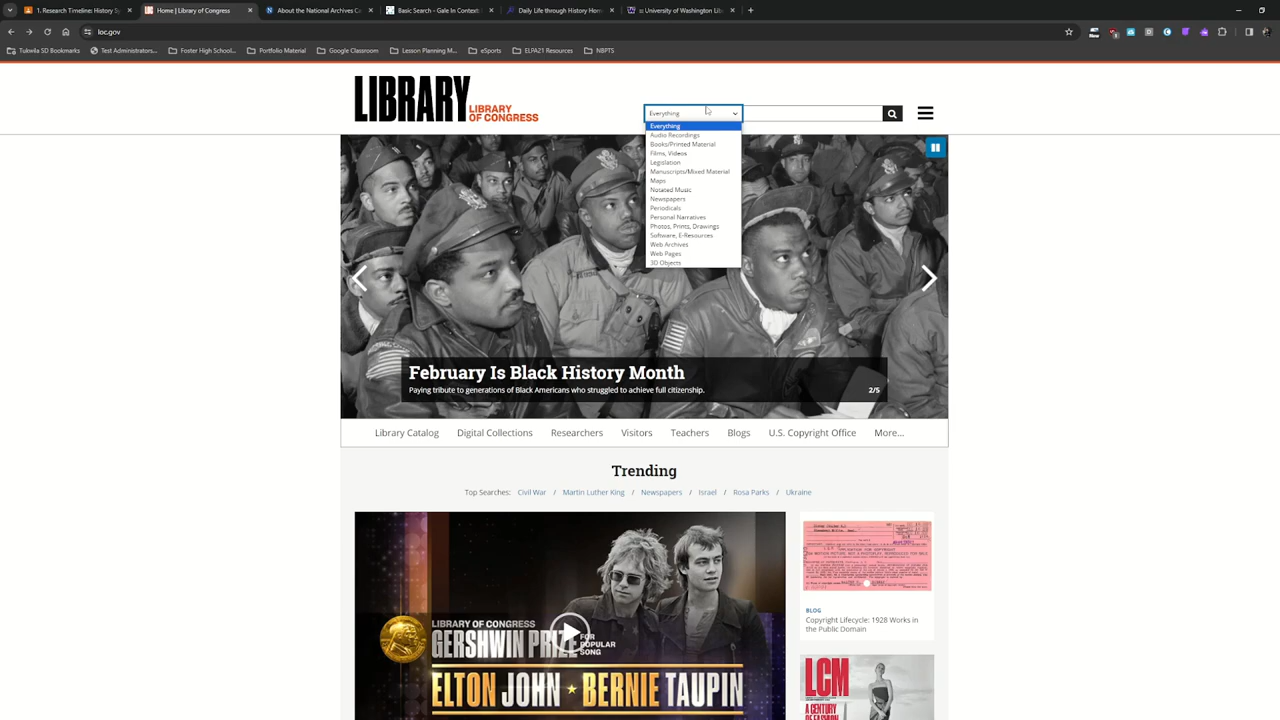 1. Research Timeline: History Sy
Home | Library of Congress
About the National Archives C
Basic Search - Gale In Context:
Daily Life through History Hom
University of Washington Lib
loc.gov
Tukwila SD Bookmarks
Test Administrators...
Foster High School...
Portfolio Material
Google Classroom
Lesson Planning M...
eSports
ELPA21 Resources
NBPTS
LIBRARY
LIBRARY
OF CONGRESS
Everything
Everything
Audio Recordings
Books/Printed Material
Films, Videos
Legislation
Manuscripts/Mixed Material
Maps
Notated Music
Newspapers
Periodicals
Personal Narratives
Photos, Prints, Drawings
Software, E-Resources
Web Archives
Web Pages
3D Objects
February Is Black History Month
Paying tribute to generations of Black Americans who struggled to achieve full citizenship.
2/5
Library Catalog
Digital Collections
Researchers
Visitors
Teachers
Blogs
U.S. Copyright Office
More...
Trending
Top Searches: Civil War / Martin Luther King / Newspapers / Israel / Rosa Parks / Ukraine
LIBRARY OF CONGRESS
GERSHWIN PRIZE
FOR
POPULAR
SONG
ELTON JOHN ★ BERNIE TAUPIN
BLOG
Copyright Lifecycle: 1928 Works in
the Public Domain
LCM
A CENTURY